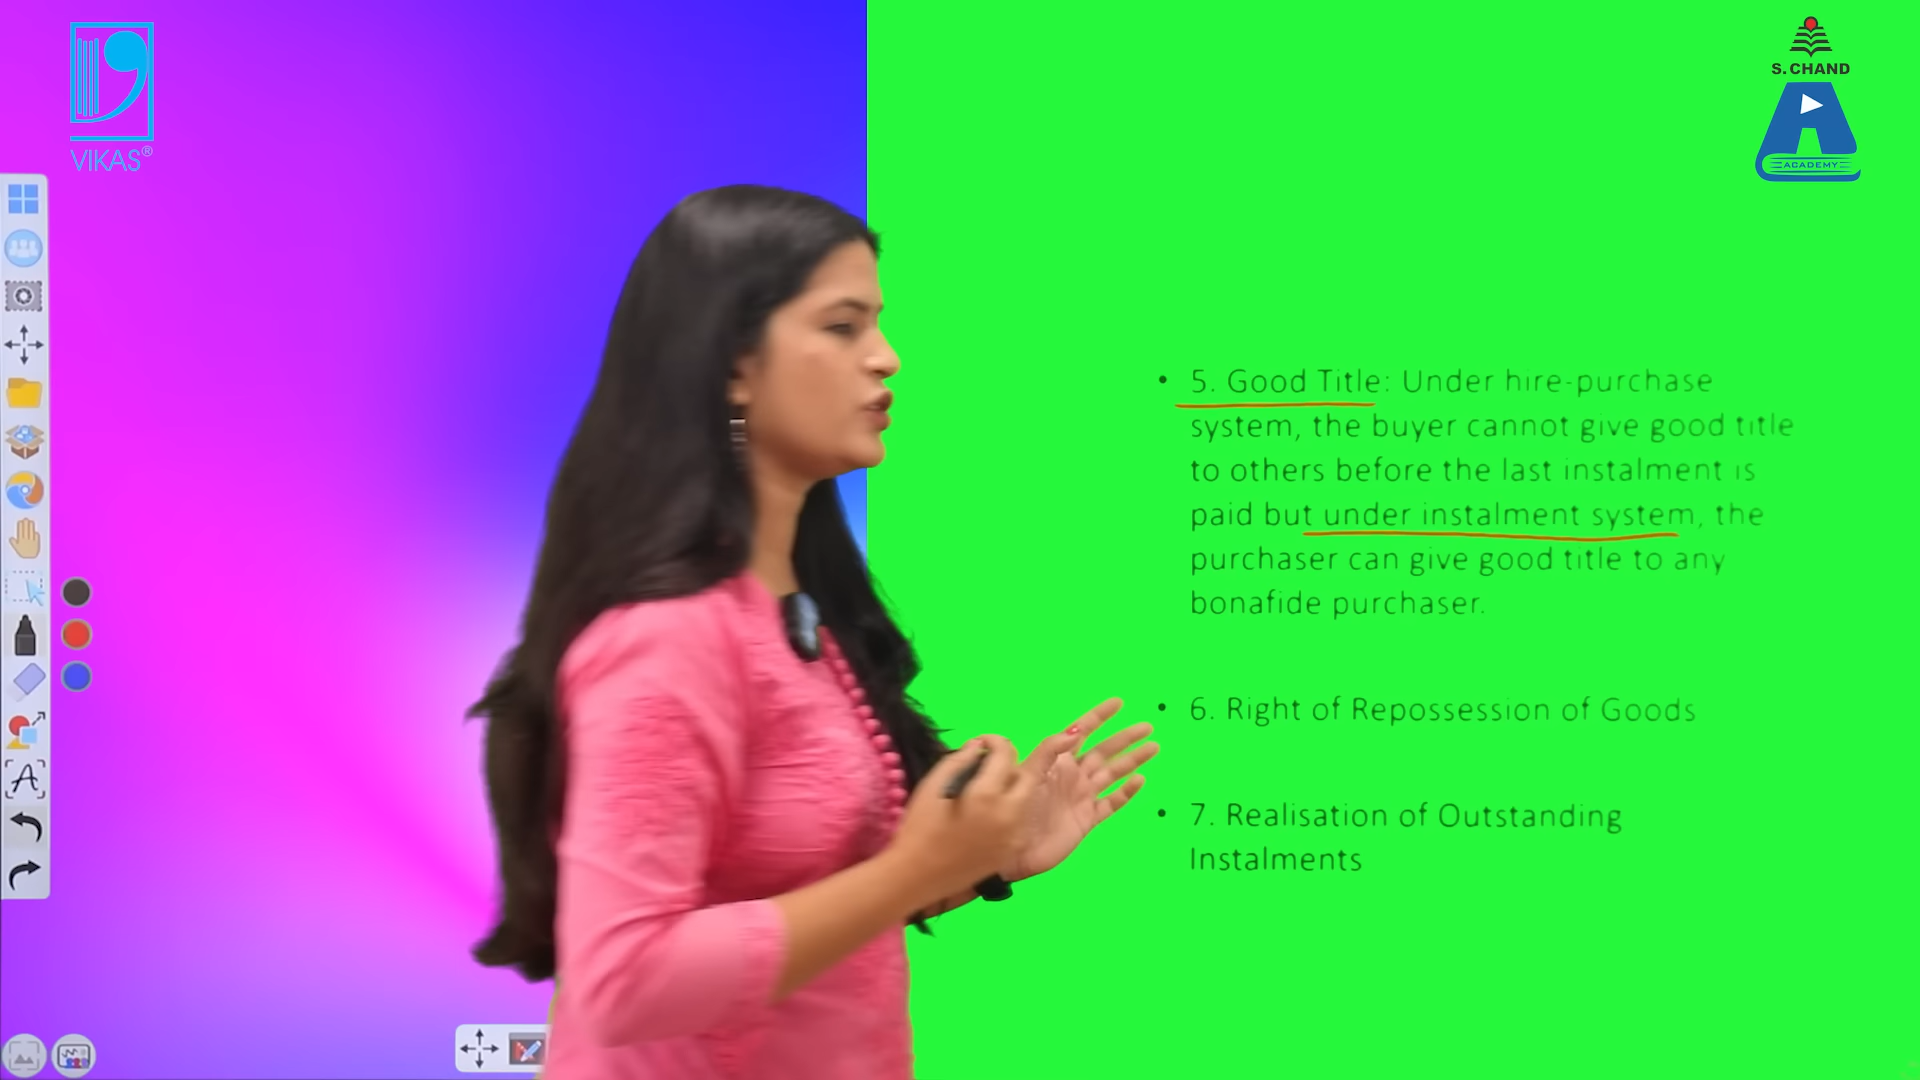 VIKAS®
S. CHAND
ACADEMY
• 5. Good Title: Under hire-purchase
system, the buyer cannot give good title
to others before the last instalment is
paid but under instalment system, the
purchaser can give good title to any
bonafide purchaser.
• 6. Right of Repossession of Goods
• 7. Realisation of Outstanding
Instalments